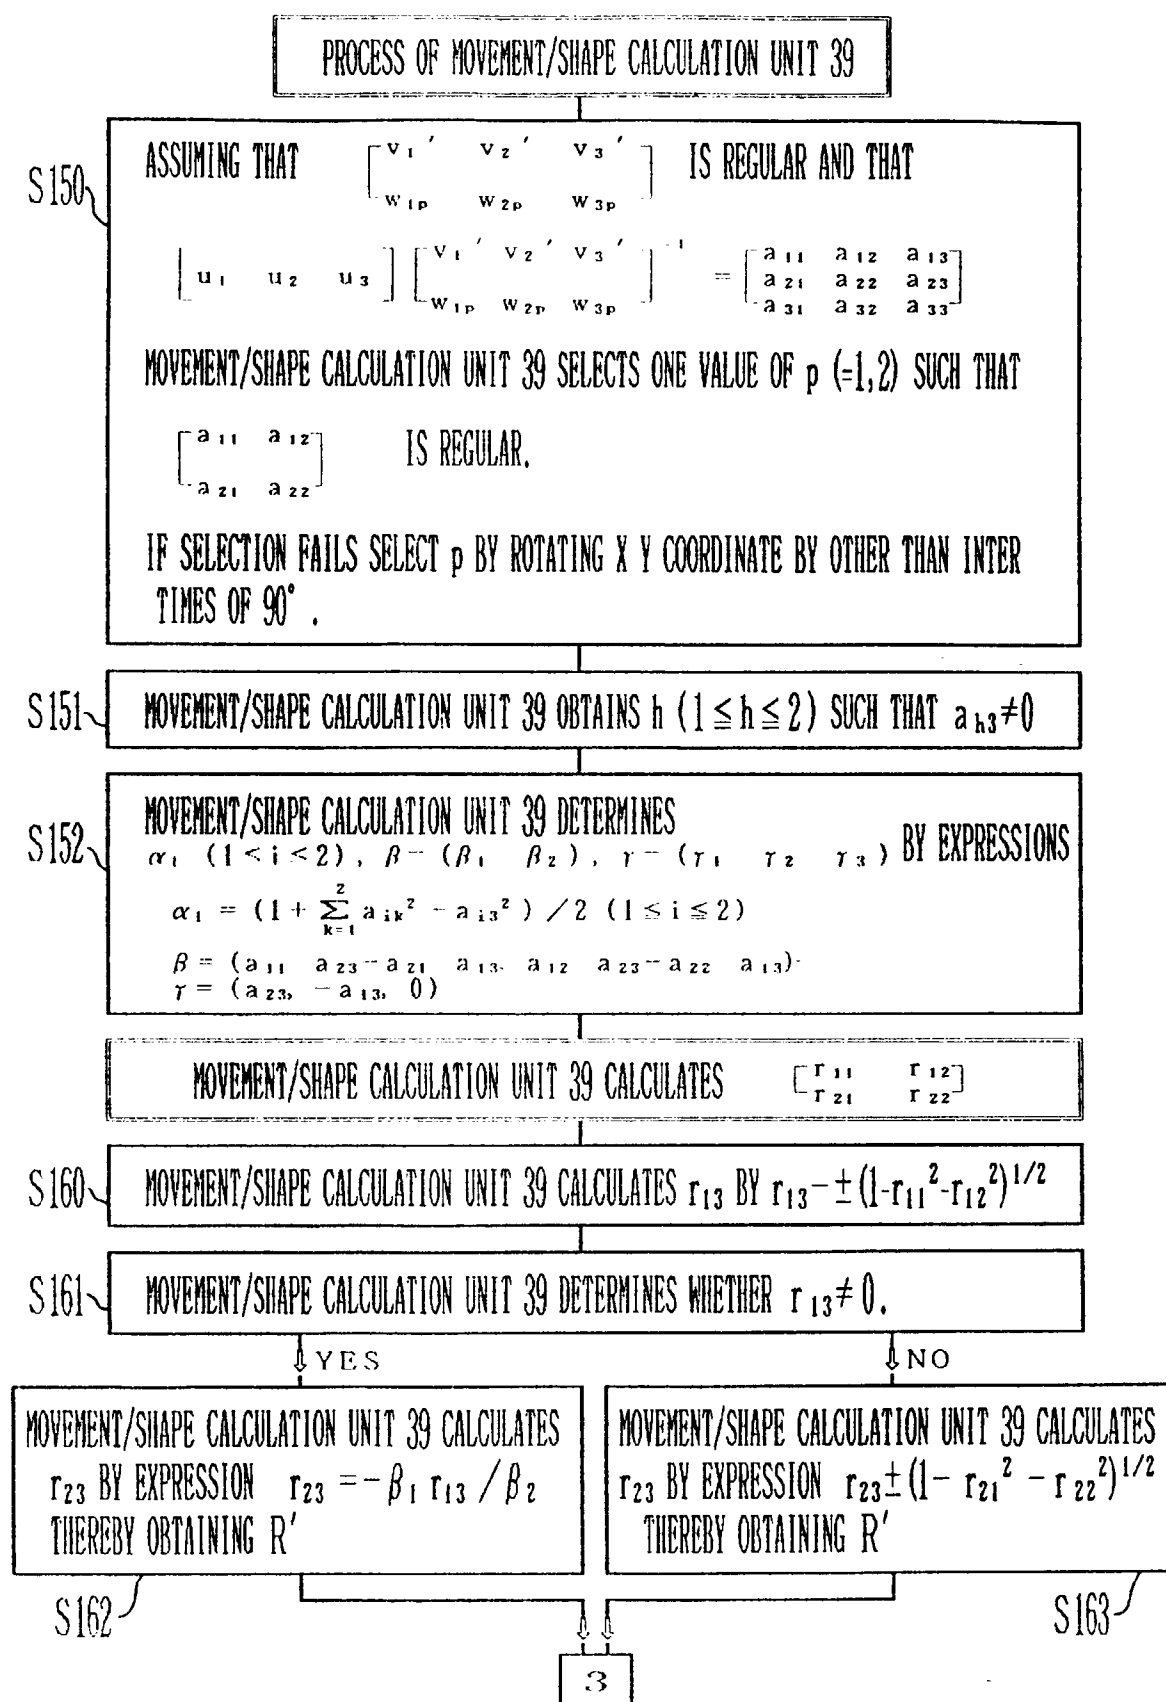 PROCESS OF MOVEMENT/SHAPE CALCULATION UNIT 39
S150
ASSUMING THAT [ v1' v2' v3' IS REGULAR AND THAT
w1p w2p w3p ]
[ u1 u2 u3 ] [ v1' v2' v3' w1p w2p w3p ]^-1 = [ a11 a12 a13
a21 a22 a23
a31 a32 a33 ]
MOVEMENT/SHAPE CALCULATION UNIT 39 SELECTS ONE VALUE OF p (=1,2) SUCH THAT
[ a11 a12 IS REGULAR.
a21 a22 ]
IF SELECTION FAILS SELECT p BY ROTATING X Y COORDINATE BY OTHER THAN INTER
TIMES OF 90°.
S151
MOVEMENT/SHAPE CALCULATION UNIT 39 OBTAINS h (1≦h≦2) SUCH THAT ah3≠0
S152
MOVEMENT/SHAPE CALCULATION UNIT 39 DETERMINES
α1 (1<i<2), β−(β1 β2), γ−(γ1 γ2 γ3) BY EXPRESSIONS
α1 = (1+ Σ_{k=1}^{2} aik² −ai3²) /2 (1≤i≦2)
β = (a11 a23−a21 a13, a12 a23−a22 a13)
γ = (a23, −a13, 0)
MOVEMENT/SHAPE CALCULATION UNIT 39 CALCULATES [ r11 r12
r21 r22 ]
S160
MOVEMENT/SHAPE CALCULATION UNIT 39 CALCULATES r13 BY r13−±(1-r11²-r12²)^1/2
S161
MOVEMENT/SHAPE CALCULATION UNIT 39 DETERMINES WHETHER r13≠0.
YES
NO
MOVEMENT/SHAPE CALCULATION UNIT 39 CALCULATES
r23 BY EXPRESSION r23 =−β1 r13 /β2
THEREBY OBTAINING R'
S162
MOVEMENT/SHAPE CALCULATION UNIT 39 CALCULATES
r23 BY EXPRESSION r23±(1− r21² − r22²)^1/2
THEREBY OBTAINING R'
S163
3